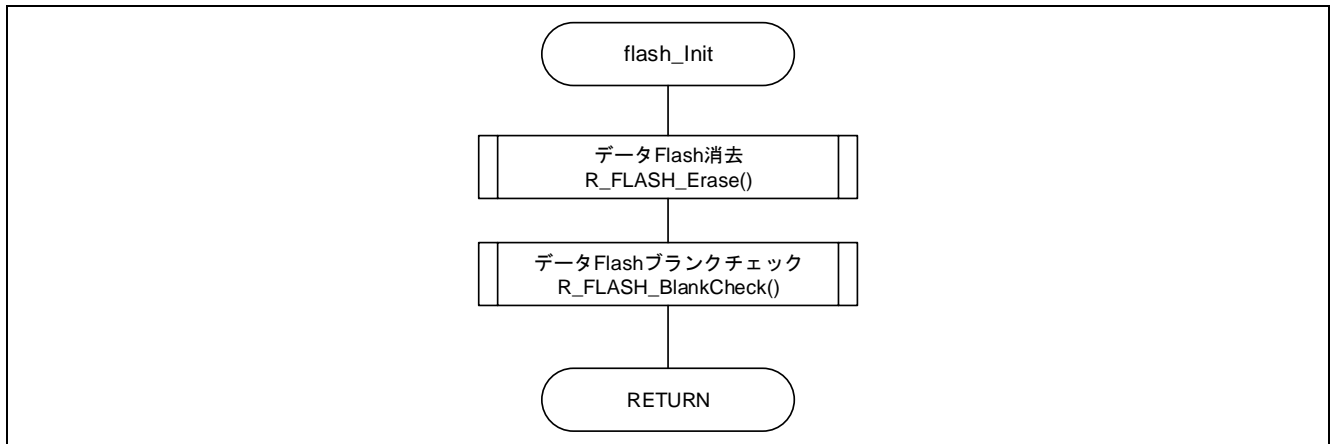 flash_Init
データFlash消去
R_FLASH_Erase()
データFlashブランクチェック
R_FLASH_BlankCheck()
RETURN